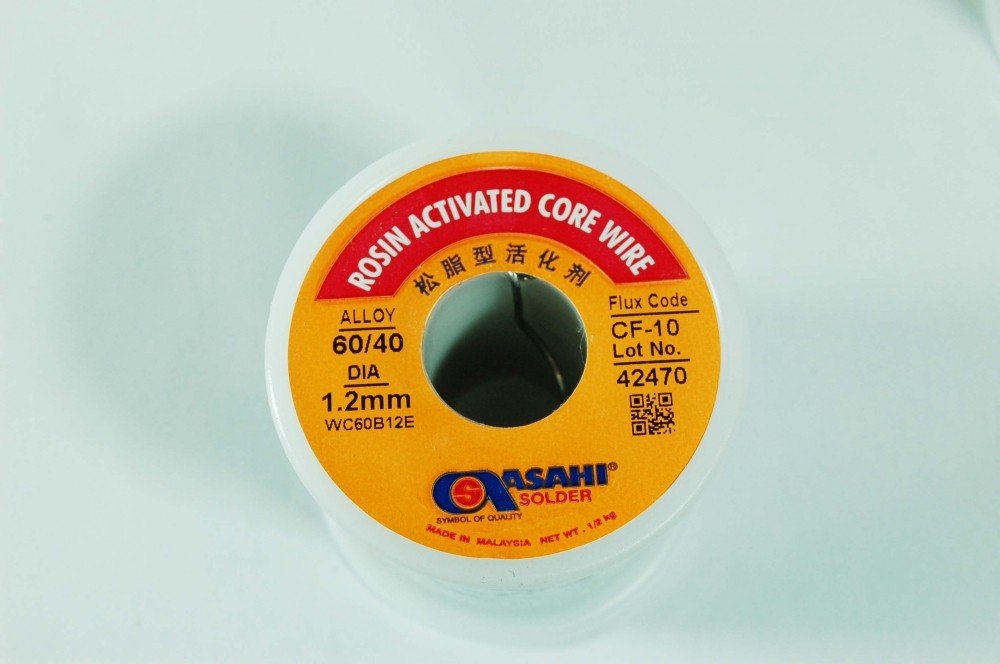 ROSIN ACTIVATED CORE WIRE
松脂型活化剂
ALLOY
60/40
DIA
1.2mm
WC60B12E
Flux Code
CF-10
Lot No.
42470
ASAHI®
SOLDER
SYMBOL OF QUALITY
MADE IN MALAYSIA NET WT. 1/2 kg